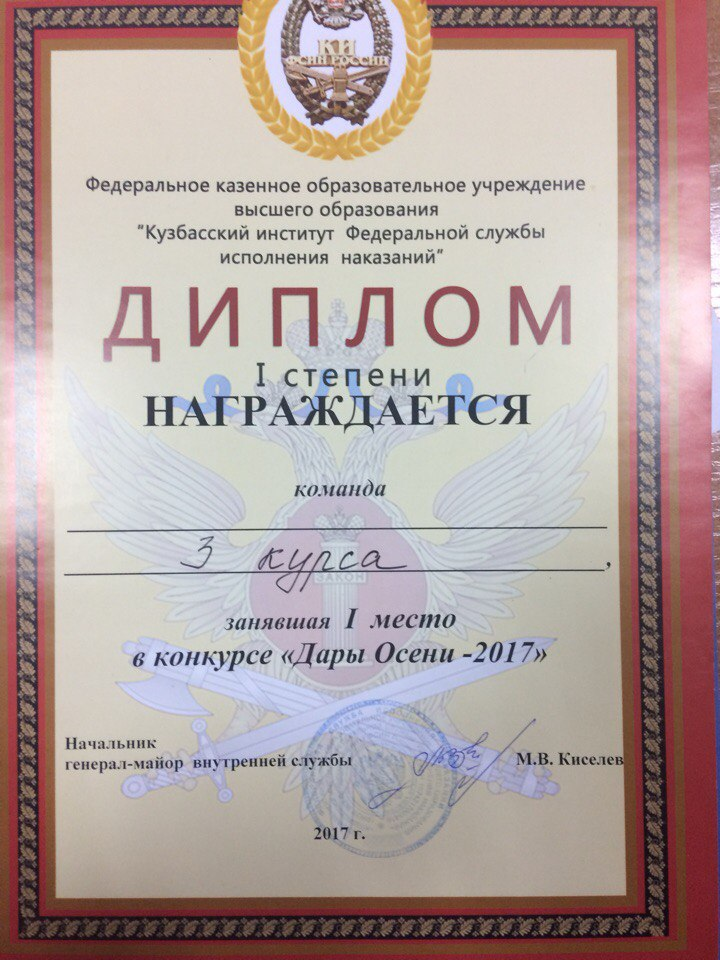 КИ
ФСИН РОССИИ
Федеральное казенное образовательное учреждение
высшего образования
"Кузбасский институт Федеральной службы
исполнения наказаний"
ДИПЛОМ
I степени
НАГРАЖДАЕТСЯ
команда
3 курса,
ЗАКОН
занявшая I место
в конкурсе «Дары Осени -2017»
Начальник
генерал-майор внутренней службы М.В. Киселев
2017 г.